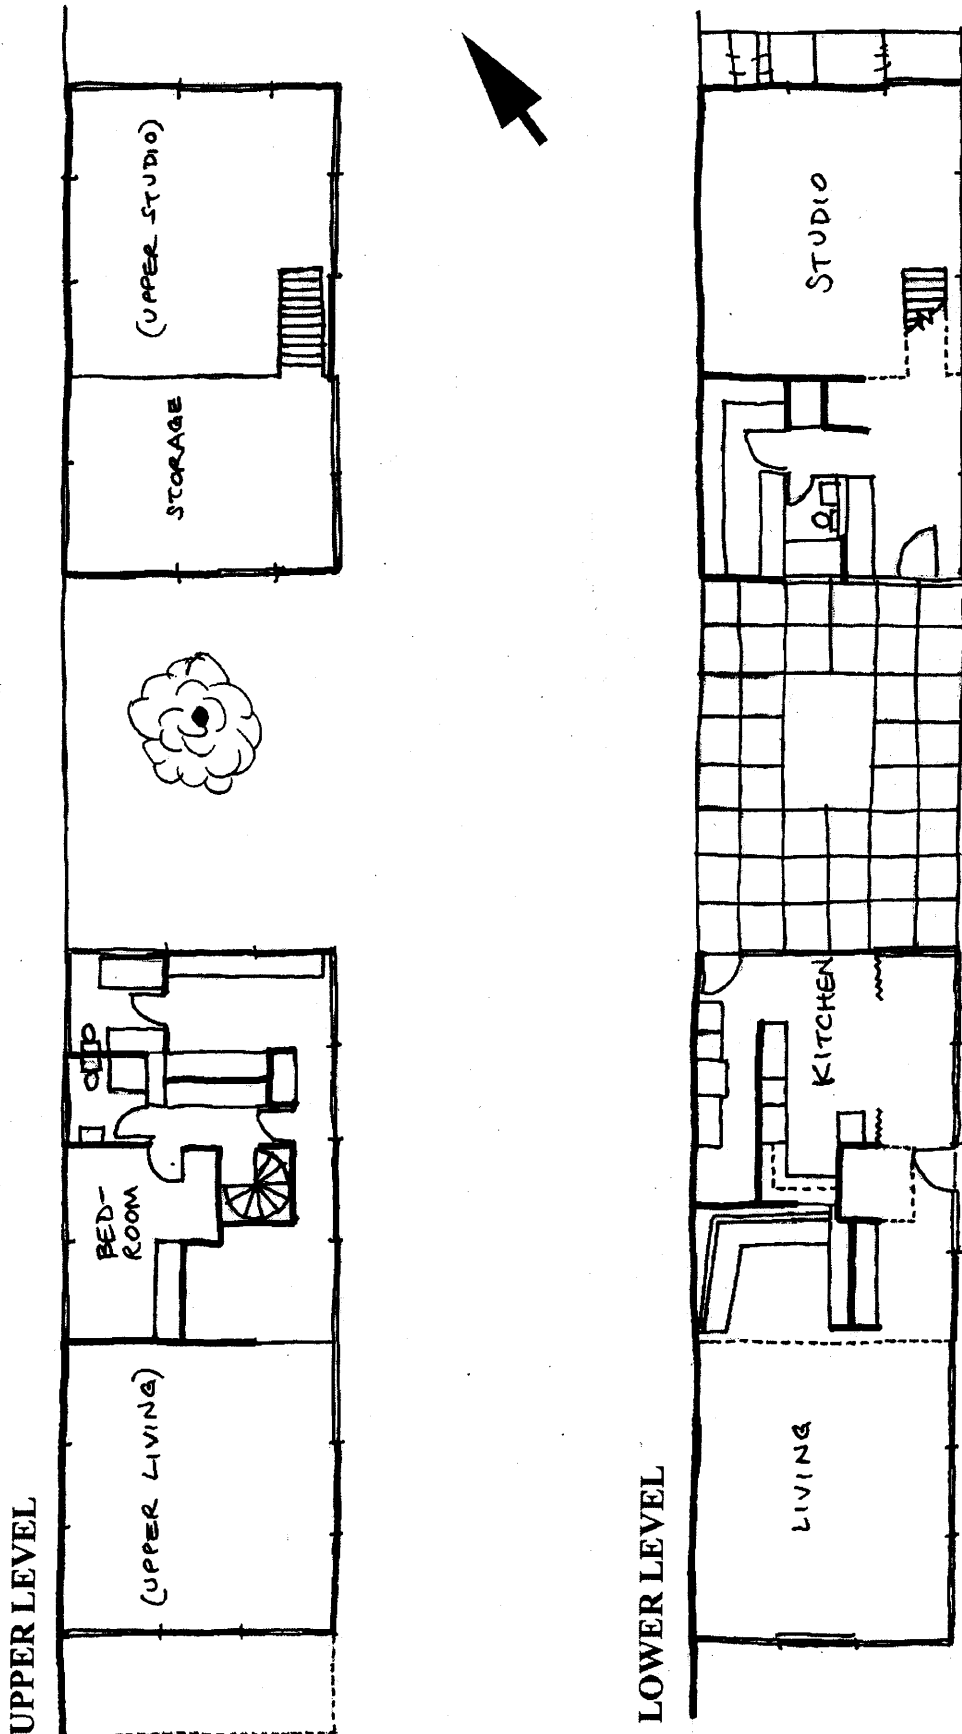 UPPER LEVEL
(UPPER LIVING)
BED-
ROOM
STORAGE
(UPPER STUDIO)
LOWER LEVEL
LIVING
KITCHEN
STUDIO